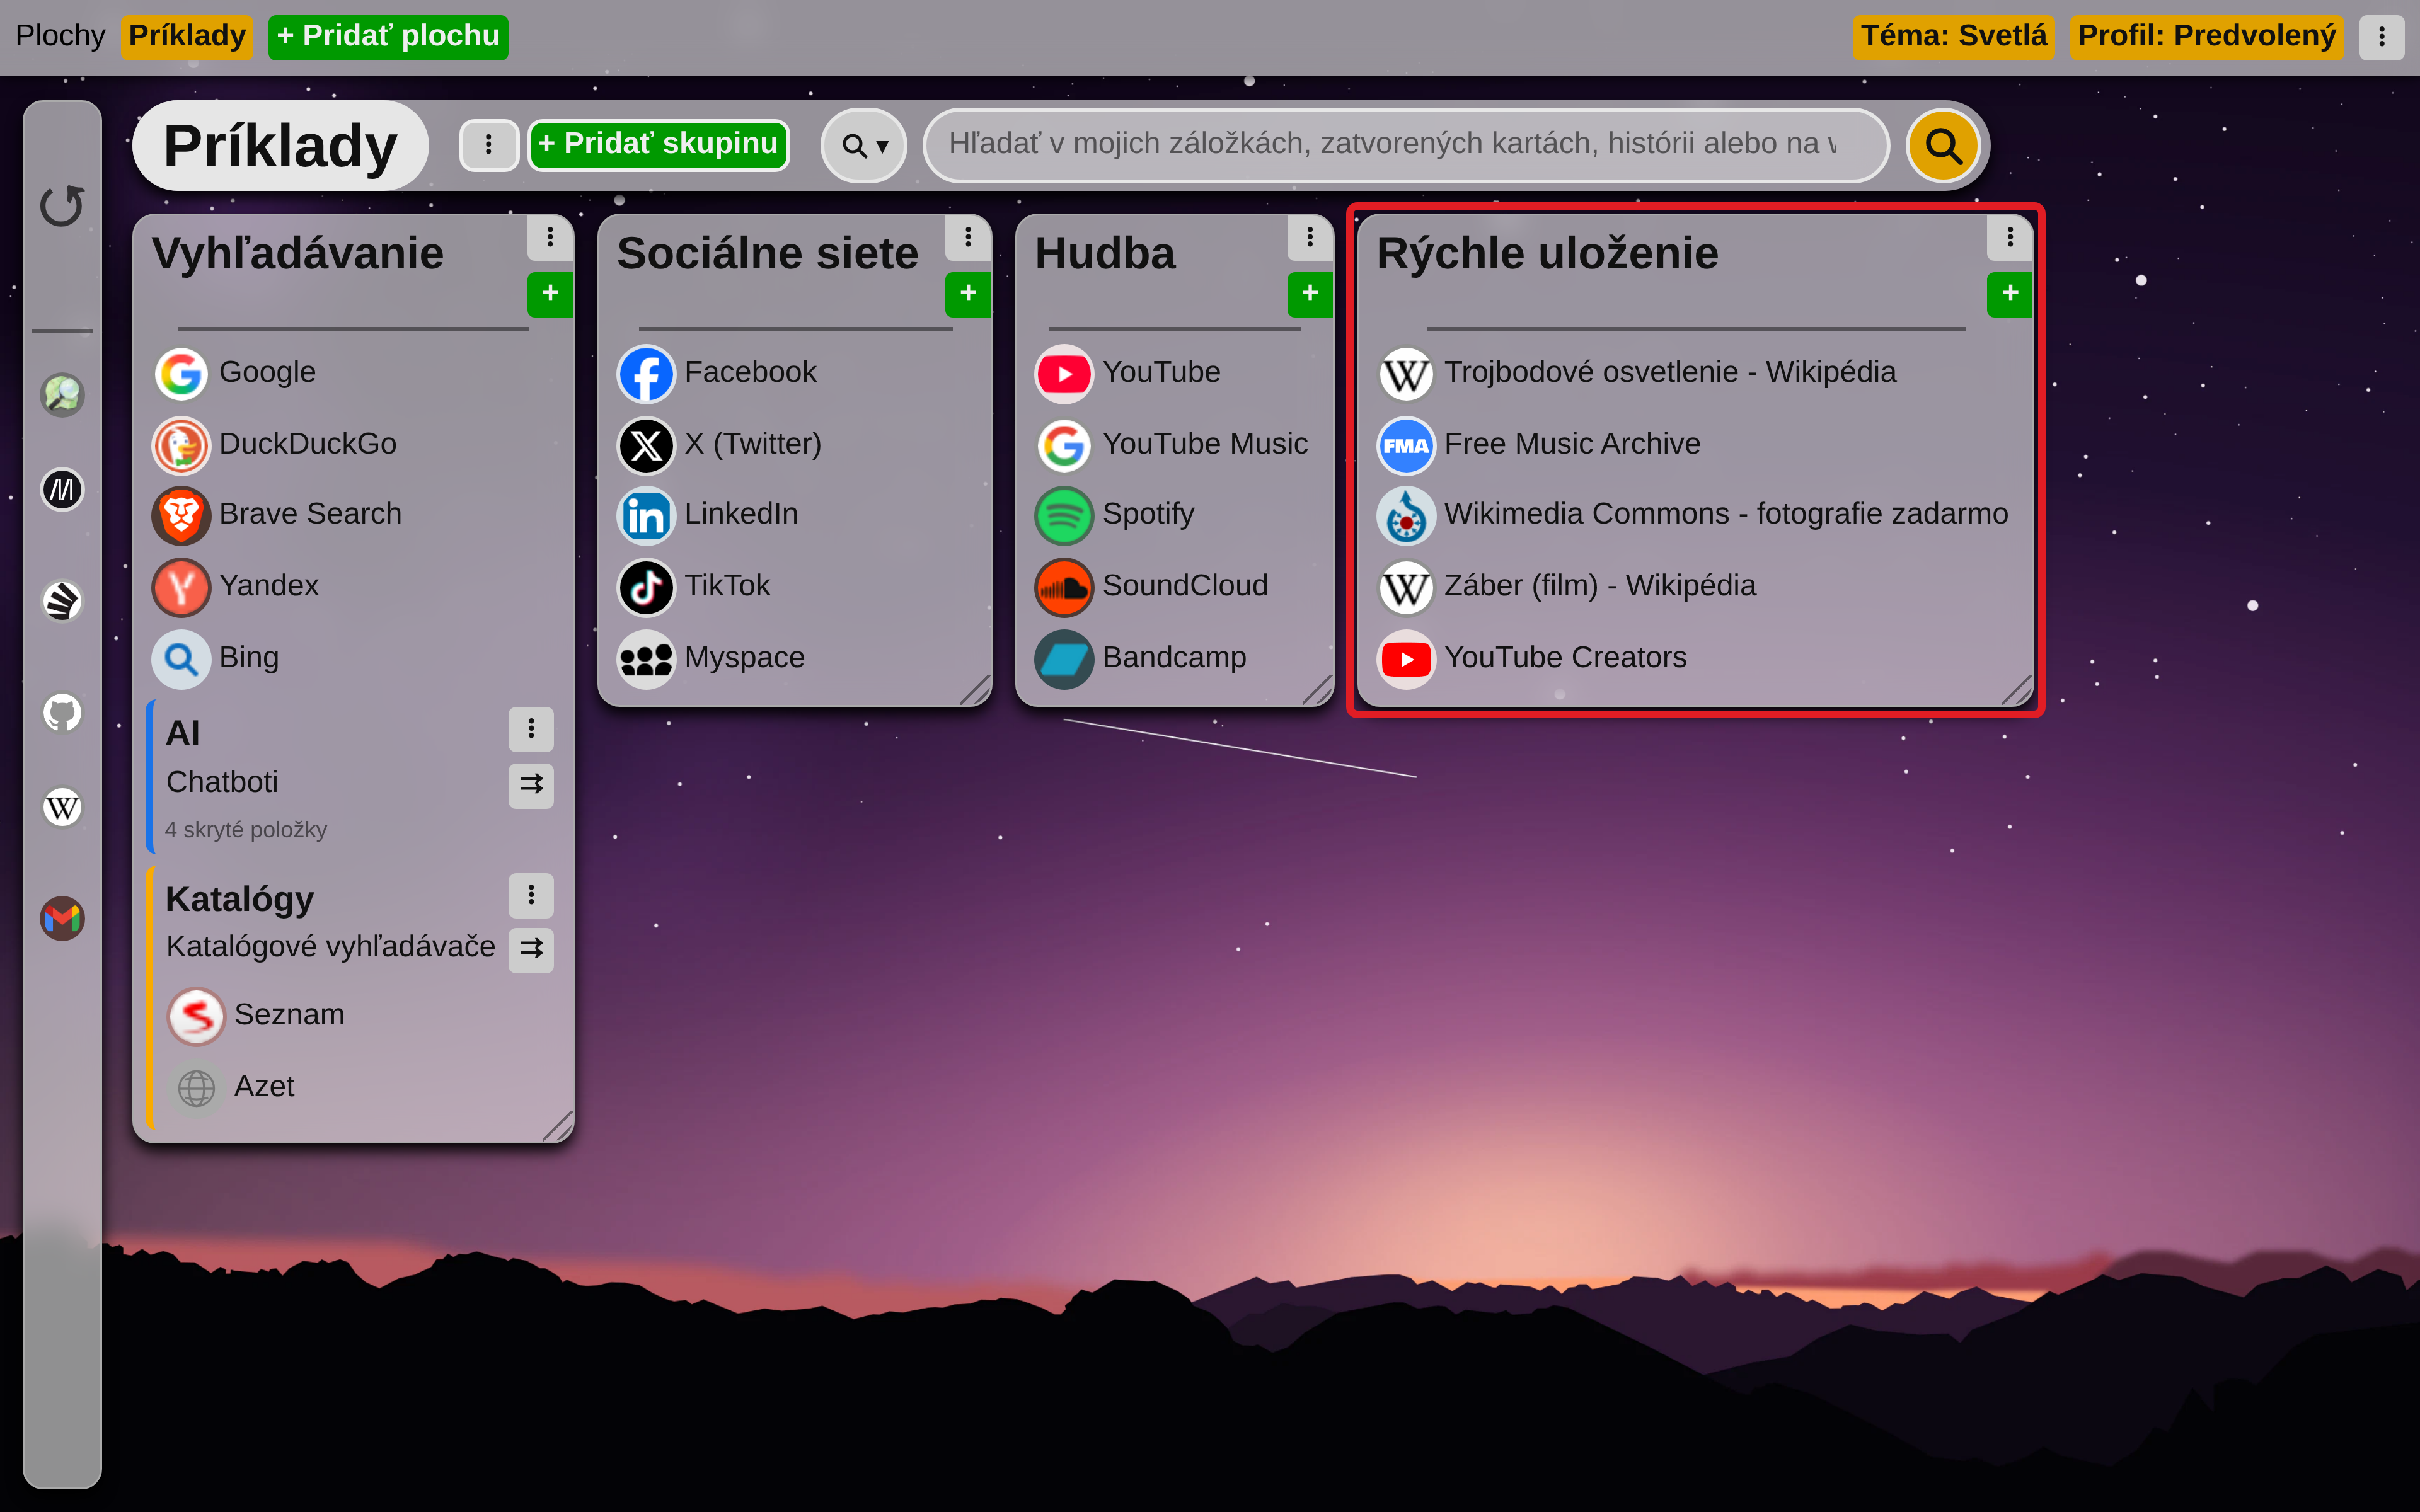 Plochy Príklady + Pridať plochu Téma: Svetlá Profil: Predvolený
Príklady + Pridať skupinu Hľadať v mojich záložkách, zatvorených kartách, histórii alebo na
Vyhľadávanie
+
Google
DuckDuckGo
Brave Search
Yandex
Bing
AI
Chatboti
4 skryté položky
Katalógy
Katalógové vyhľadávače
Seznam
Azet
Sociálne siete
+
Facebook
X (Twitter)
LinkedIn
TikTok
Myspace
Hudba
+
YouTube
YouTube Music
Spotify
SoundCloud
Bandcamp
Rýchle uloženie
+
Trojbodové osvetlenie - Wikipédia
FMA Free Music Archive
Wikimedia Commons - fotografie zadarmo
Záber (film) - Wikipédia
YouTube Creators